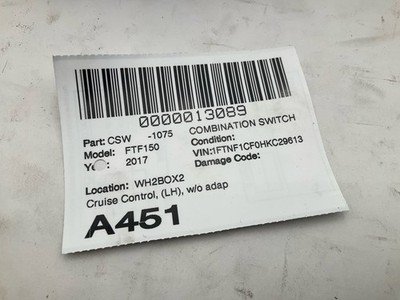 0000013089
Part: CSW -1075 COMBINATION SWITCH
Model: FTF150 Condition:
Year: 2017 VIN:1FTNF1CF0HKC29613
Damage Code:
Location: WH2BOX2
Cruise Control, (LH), w/o adap
A451